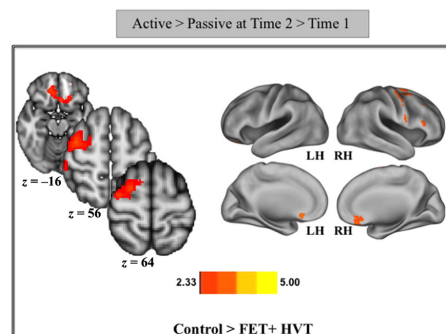 Active > Passive at Time 2 > Time 1
z = –16
z = 56
z = 64
LH RH
LH RH
2.33 5.00
Control > FET+ HVT